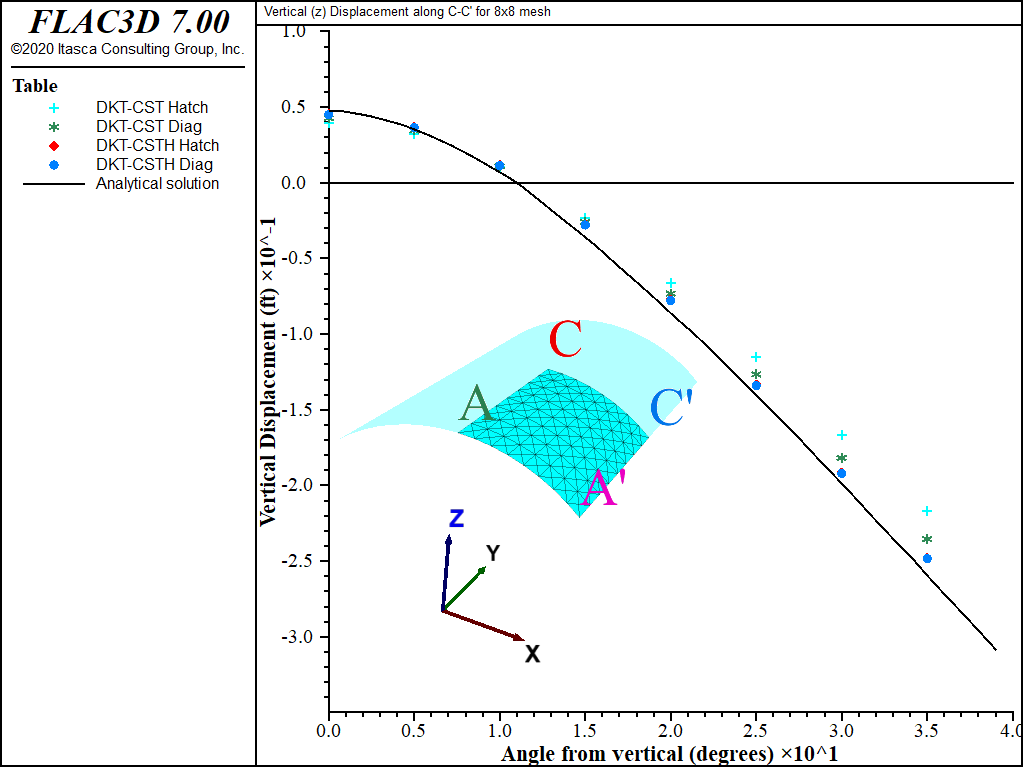 FLAC3D 7.00
©2020 Itasca Consulting Group, Inc.
Table
DKT-CST Hatch
DKT-CST Diag
DKT-CSTH Hatch
DKT-CSTH Diag
Analytical solution
Vertical (z) Displacement along C-C' for 8x8 mesh
Vertical Displacement (ft) ×10^-1
1.0
0.5
0.0
-0.5
-1.0
-1.5
-2.0
-2.5
-3.0
C
A
C'
A'
Z
Y
X
0.0 0.5 1.0 1.5 2.0 2.5 3.0 3.5 4.0
Angle from vertical (degrees) ×10^1